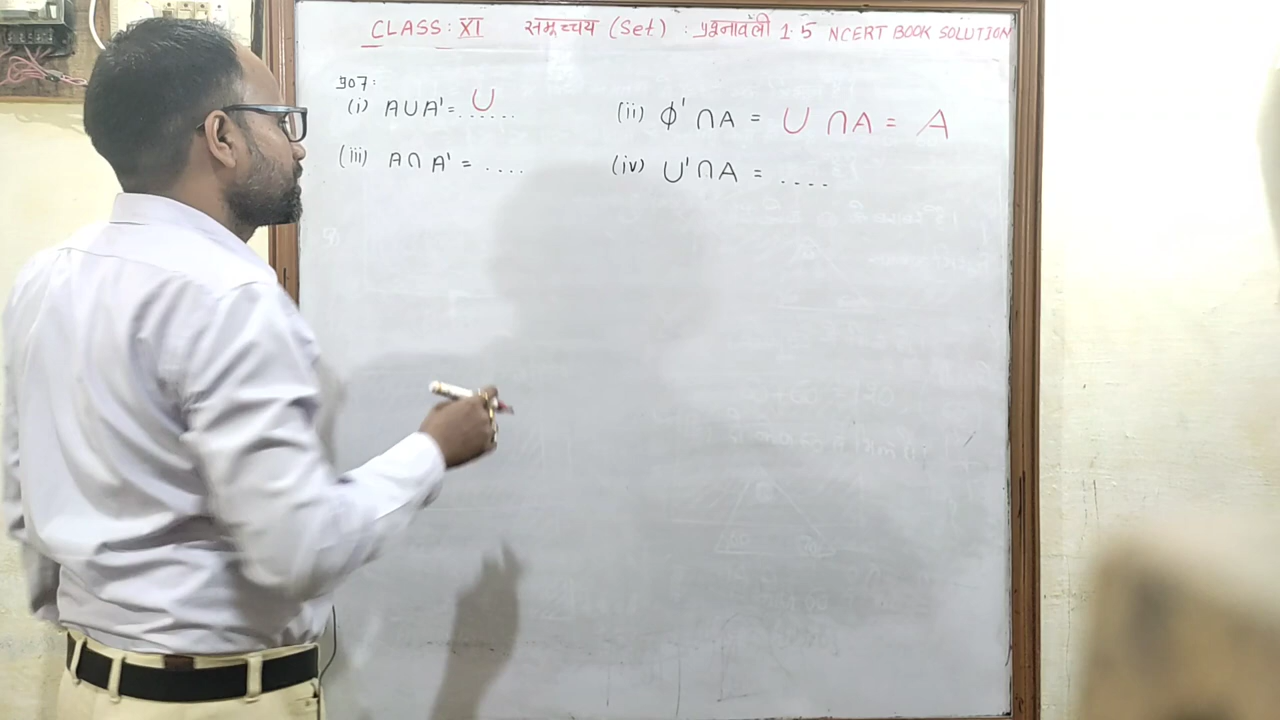 CLASS: XI समुच्चय (Set) : प्रश्नावली 1.5 NCERT BOOK SOLUTION
प्र07:
(i) A∪A' = ...U... (ii) ϕ' ∩A = U ∩A = A
(iii) A∩ A' = .... (iv) U'∩A = ....